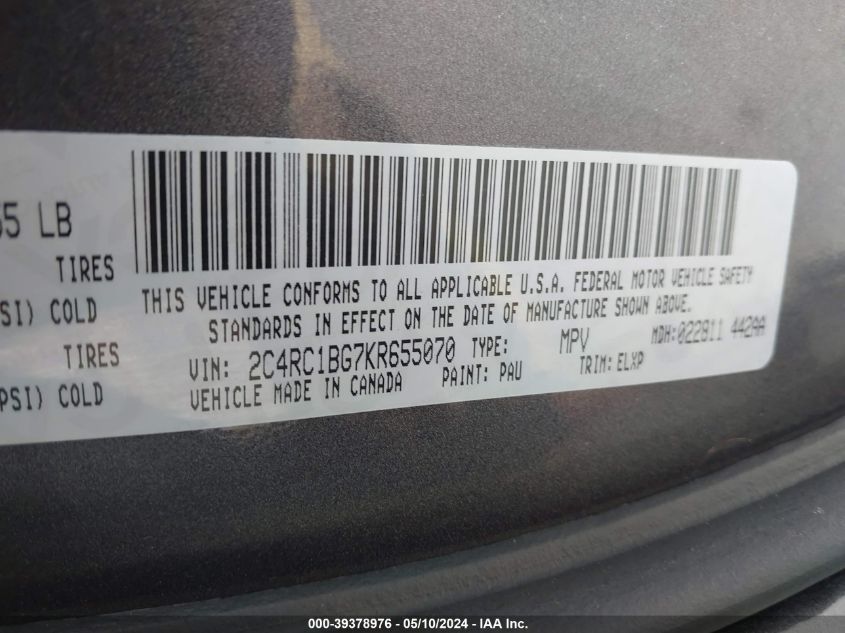 65 LB
TIRES
SI) COLD
TIRES
PSI) COLD
THIS VEHICLE CONFORMS TO ALL APPLICABLE U.S.A. FEDERAL MOTOR VEHICLE SAFETY
STANDARDS IN EFFECT ON THE DATE OF MANUFACTURE SHOWN ABOVE.
VIN: 2C4RC1BG7KR655070 TYPE: MPV MDH:022811 442AA
VEHICLE MADE IN CANADA PAINT: PAU TRIM: ELXP
000-39378976 - 05/10/2024 - IAA Inc.